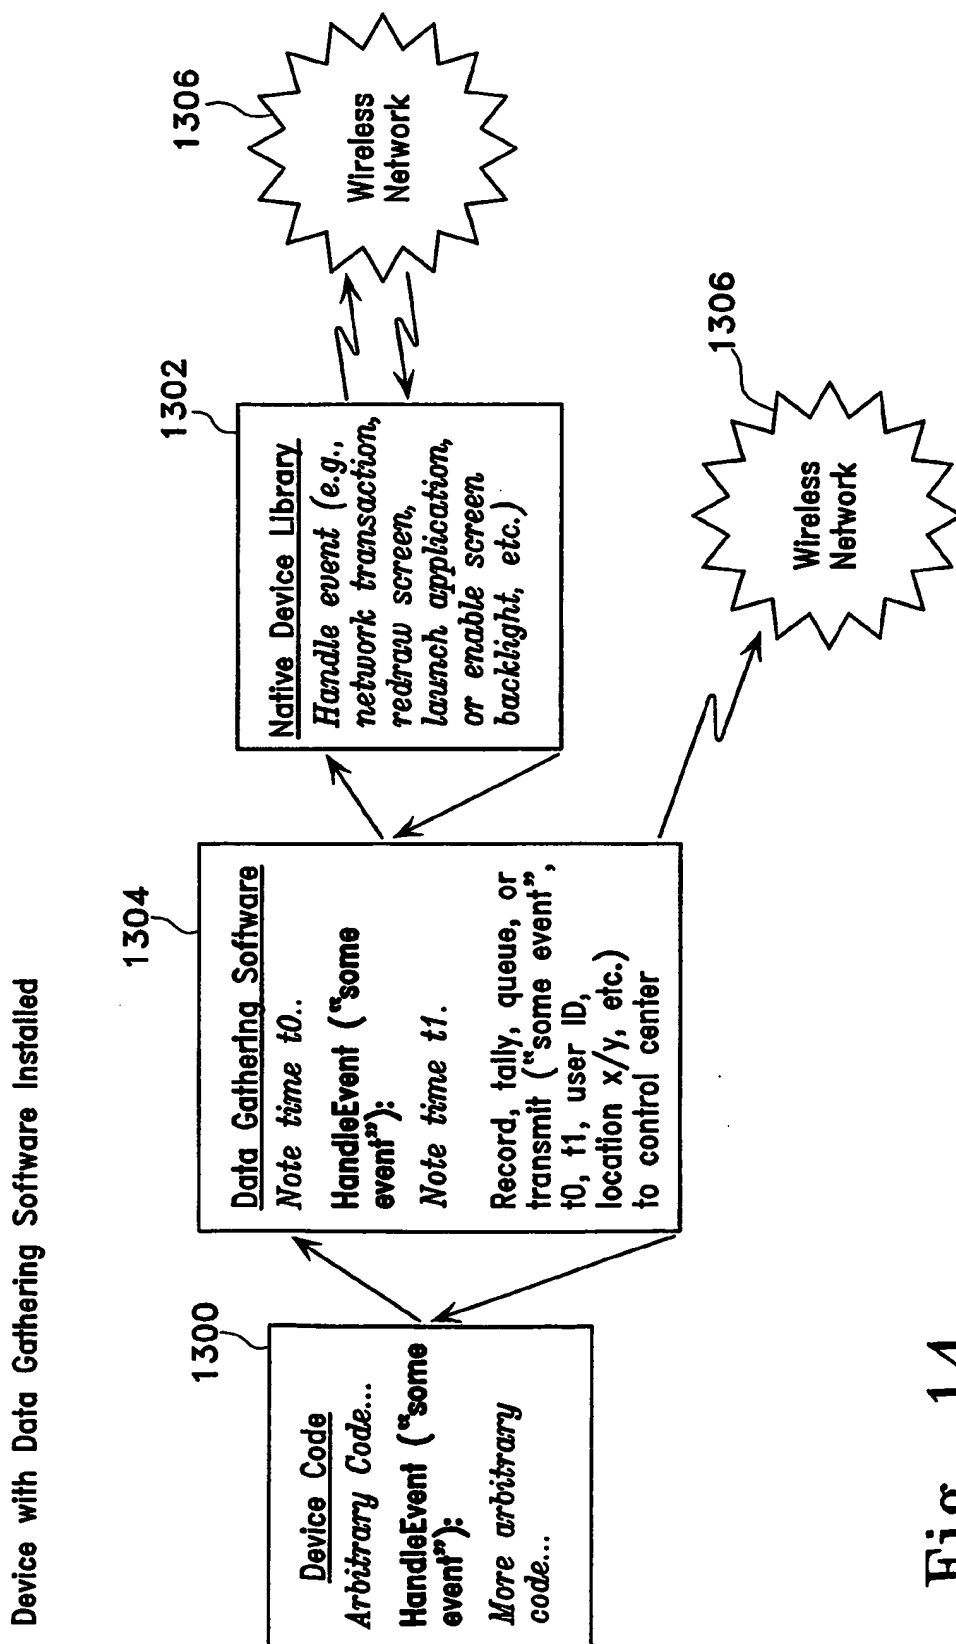 Device with Data Gathering Software Installed
1300
Device Code
Arbitrary Code...
HandleEvent (“some
event”):
More arbitrary
code...
1304
Data Gathering Software
Note time t0..
HandleEvent (“some
event”):
Note time t1.
Record, tally, queue, or
transmit (“some event”,
t0, t1, user ID,
location x/y, etc.)
to control center
1302
Native Device Library
Handle event (e.g.,
network transaction,
redraw screen,
launch application,
or enable screen
backlight, etc.)
1306
Wireless
Network
1306
Wireless
Network
Fig. 14